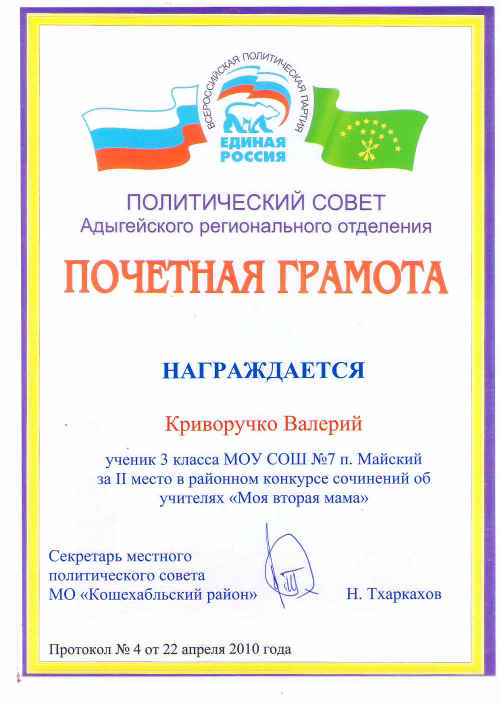 ВСЕРОССИЙСКАЯ ПОЛИТИЧЕСКАЯ ПАРТИЯ
ЕДИНАЯ
РОССИЯ
ПОЛИТИЧЕСКИЙ СОВЕТ
Адыгейского регионального отделения
ПОЧЕТНАЯ ГРАМОТА
НАГРАЖДАЕТСЯ
Криворучко Валерий
ученик 3 класса МОУ СОШ №7 п. Майский
за II место в районном конкурсе сочинений об
учителях «Моя вторая мама»
Секретарь местного
политического совета
МО «Кошехабльский район» Н. Тхаркахов
Протокол № 4 от 22 апреля 2010 года